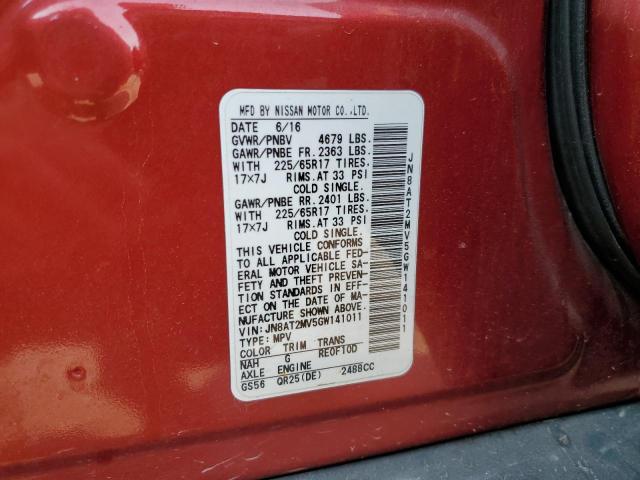 MFD BY NISSAN MOTOR CO.,LTD.
DATE 6/16
GVWR/PNBV 4679 LBS.
GAWR/PNBE FR. 2363 LBS.
WITH 225/65R17 TIRES.
17×7J RIMS.AT 33 PSI
COLD SINGLE.
GAWR/PNBE RR. 2401 LBS.
WITH 225/65R17 TIRES.
17×7J RIMS.AT 33 PSI
COLD SINGLE.
THIS VEHICLE CONFORMS
TO ALL APPLICABLE FED-
ERAL MOTOR VEHICLE SA-
FETY AND THEFT PREVEN-
TION STANDARDS IN EFF-
ECT ON THE DATE OF MA-
NUFACTURE SHOWN ABOVE.
VIN: JN8AT2MV5GW141011
TYPE: MPV
COLOR TRIM TRANS
NAH G RE0F10D
AXLE ENGINE
GS56 QR25(DE) 2488CC
JN8AT2MV5GW141011